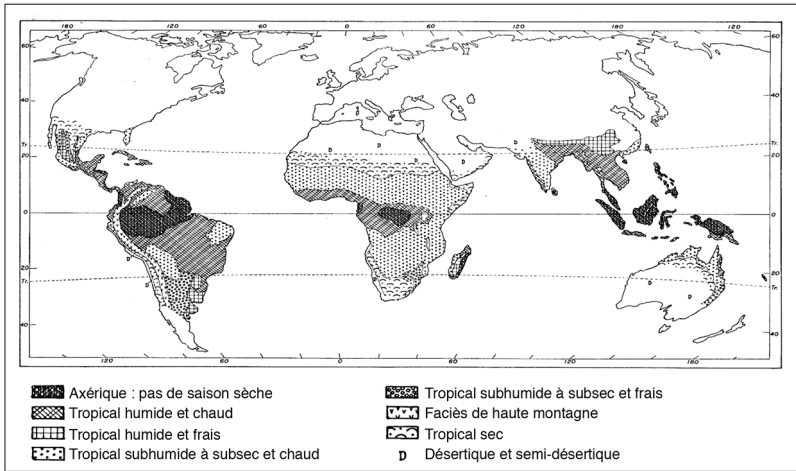 180 120 60 0 60 120 180 120
60 60
40 40
Tr. Tr.
20 20
0 0
20 20
Tr. Tr.
40 40
120 60 0 60 120 180
D D D D D D D D D
Axérique : pas de saison sèche
Tropical humide et chaud
Tropical humide et frais
Tropical subhumide à subsec et chaud
Tropical subhumide à subsec et frais
Faciès de haute montagne
Tropical sec
D Désertique et semi-désertique